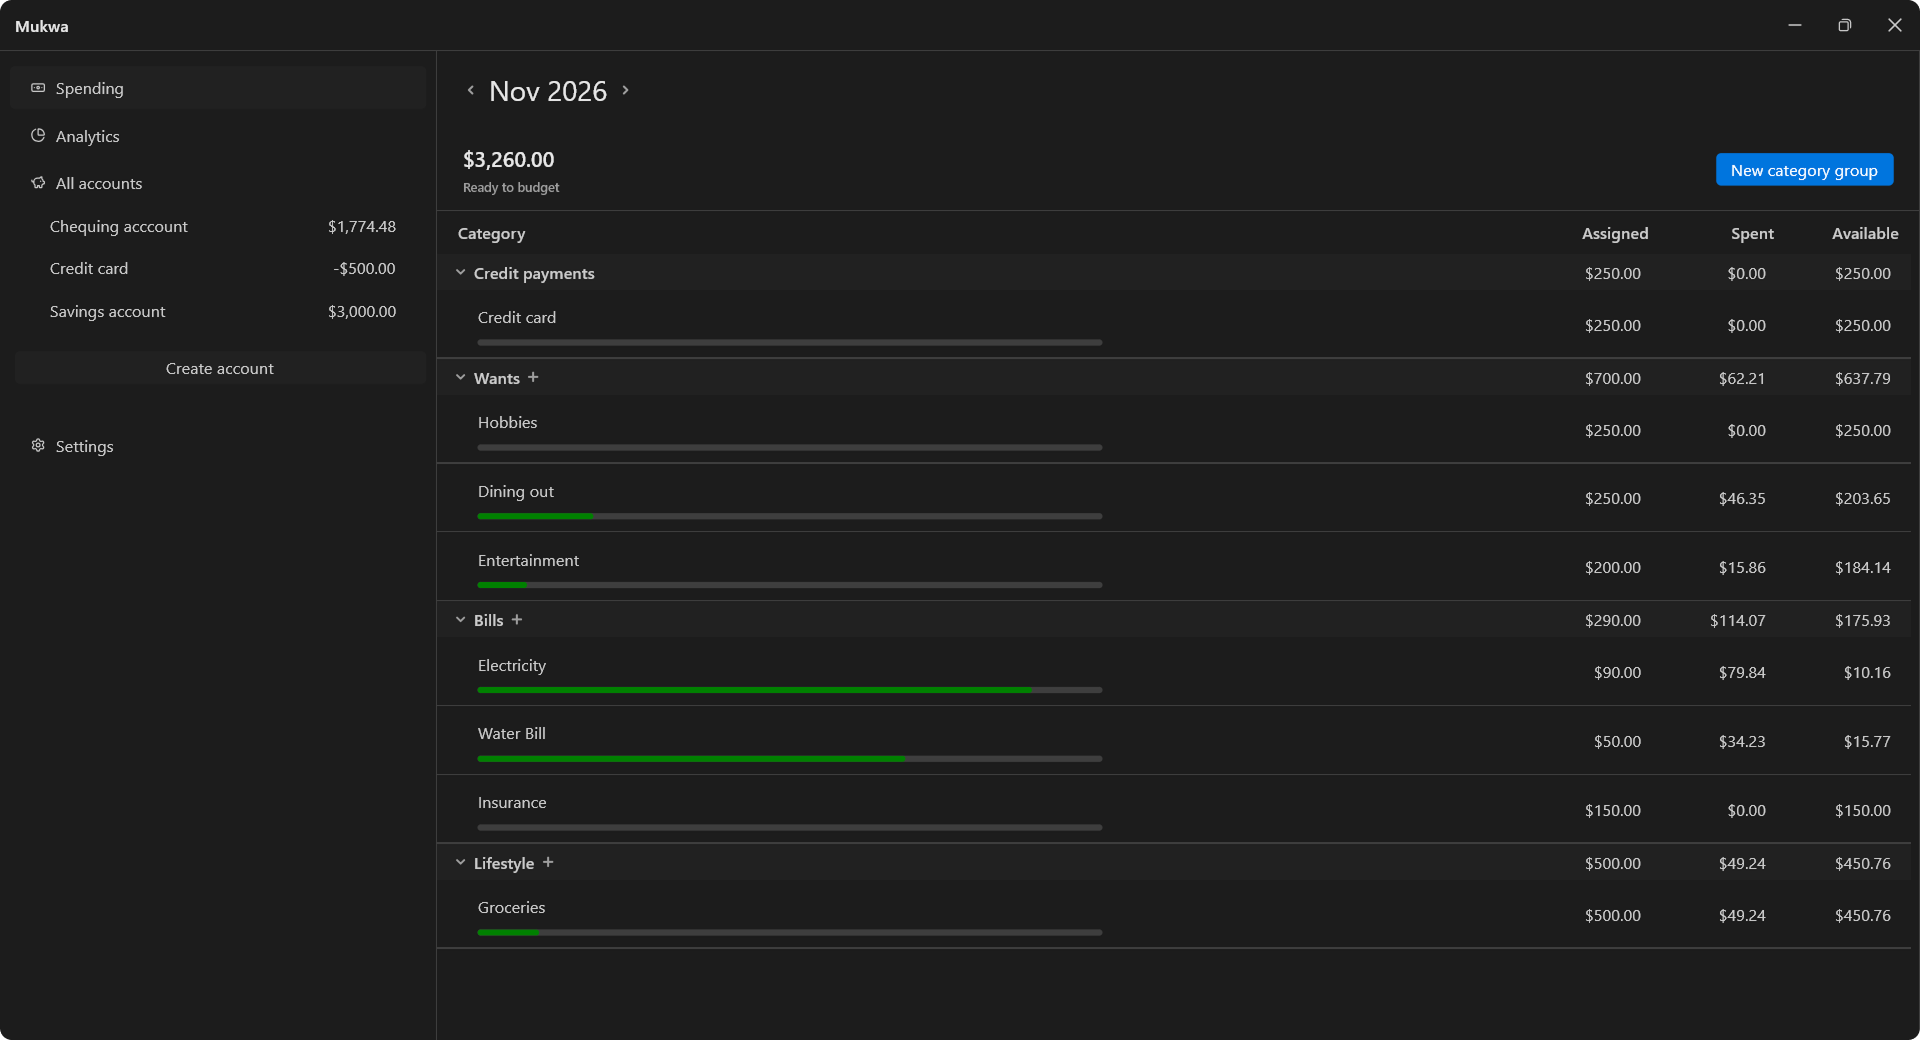 Mukwa
Spending
Analytics
All accounts
Chequing acccount $1,774.48
Credit card -$500.00
Savings account $3,000.00
Create account
Settings
Nov 2026
$3,260.00
Ready to budget
New category group
Category Assigned Spent Available
Credit payments $250.00 $0.00 $250.00
Credit card $250.00 $0.00 $250.00
Wants + $700.00 $62.21 $637.79
Hobbies $250.00 $0.00 $250.00
Dining out $250.00 $46.35 $203.65
Entertainment $200.00 $15.86 $184.14
Bills + $290.00 $114.07 $175.93
Electricity $90.00 $79.84 $10.16
Water Bill $50.00 $34.23 $15.77
Insurance $150.00 $0.00 $150.00
Lifestyle + $500.00 $49.24 $450.76
Groceries $500.00 $49.24 $450.76